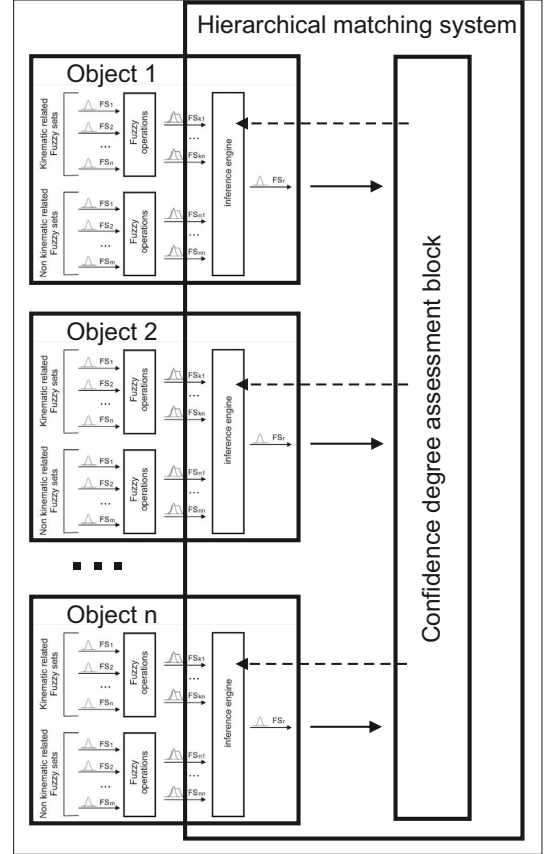 Hierarchical matching system
Object 1
Kinematic related
Fuzzy sets
FS1
FS2
...
FSn
Fuzzy
operations
FSk1
...
FSkn
Non kinematic related
Fuzzy sets
FS1
FS2
...
FSm
Fuzzy
operations
FSn1
...
FSnn
inference engine
FSr
Object 2
Kinematic related
Fuzzy sets
FS1
FS2
...
FSn
Fuzzy
operations
FSk1
...
FSkn
Non kinematic related
Fuzzy sets
FS1
FS2
...
FSm
Fuzzy
operations
FSn1
...
FSnn
inference engine
FSr
...
Object n
Kinematic related
Fuzzy sets
FS1
FS2
...
FSn
Fuzzy
operations
FSk1
...
FSkn
Non kinematic related
Fuzzy sets
FS1
FS2
...
FSm
Fuzzy
operations
FSn1
...
FSnn
inference engine
FSr
Confidence degree assessment block